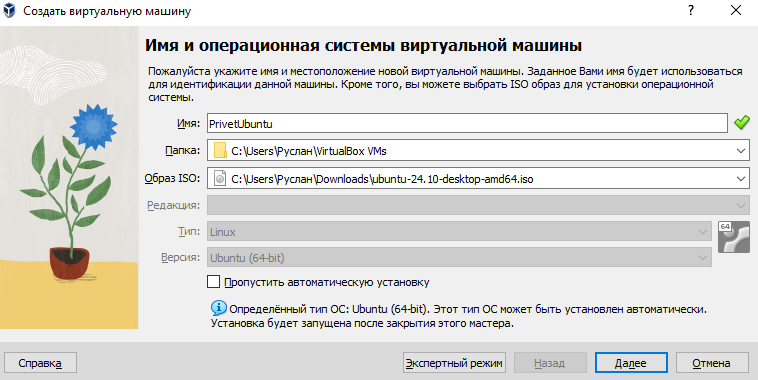 Создать виртуальную машину
Имя и операционная системы виртуальной машины
Пожалуйста укажите имя и местоположение новой виртуальной машины. Заданное Вами имя будет использоваться
для идентификации данной машины. Кроме того, вы можете выбрать ISO образ для установки операционной
системы.
Имя: PrivetUbuntu
Папка: C:\Users\Руслан\VirtualBox VMs
Образ ISO: C:\Users\Руслан\Downloads\ubuntu-24.10-desktop-amd64.iso
Редакция:
Тип: Linux
64
Версия: Ubuntu (64-bit)
Пропустить автоматическую установку
Определённый тип ОС: Ubuntu (64-bit). Этот тип ОС может быть установлен автоматически.
Установка будет запущена после закрытия этого мастера.
Справка Экспертный режим Назад Далее Отмена